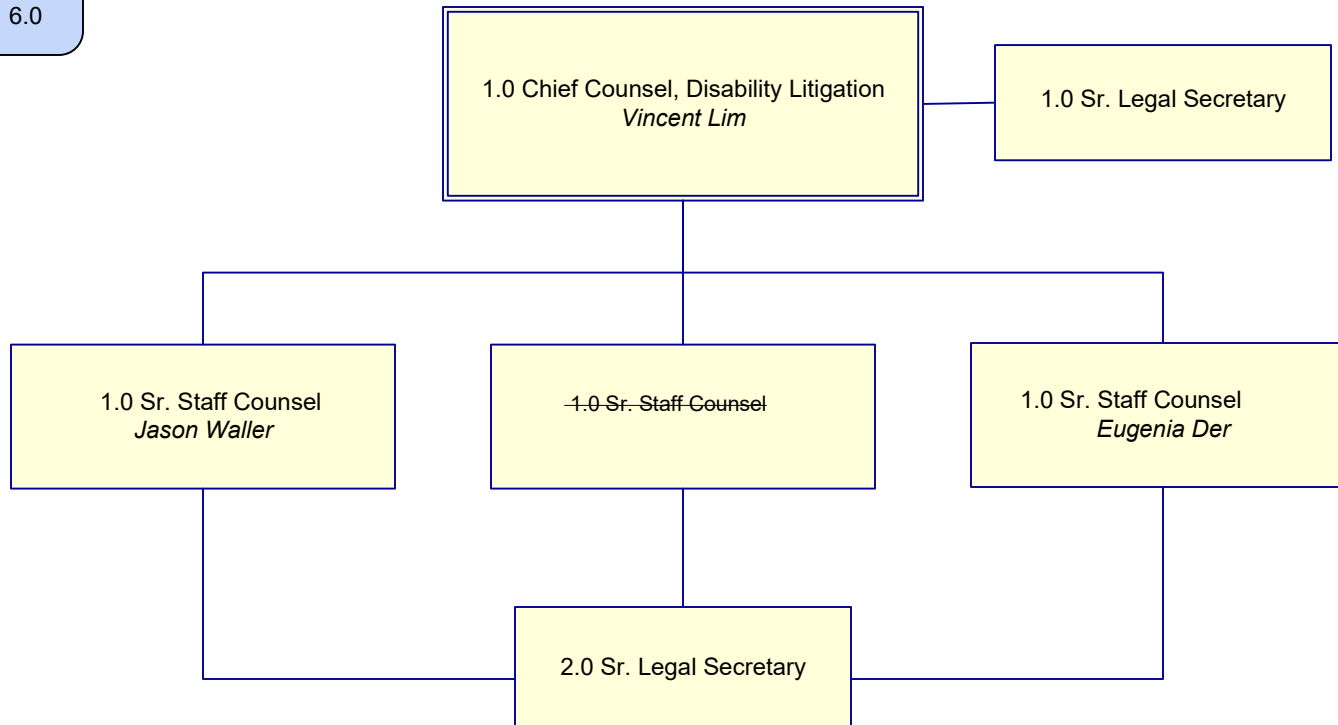 6.0
1.0 Chief Counsel, Disability Litigation
Vincent Lim
1.0 Sr. Legal Secretary
1.0 Sr. Staff Counsel
Jason Waller
1.0 Sr. Staff Counsel
1.0 Sr. Staff Counsel
Eugenia Der
2.0 Sr. Legal Secretary